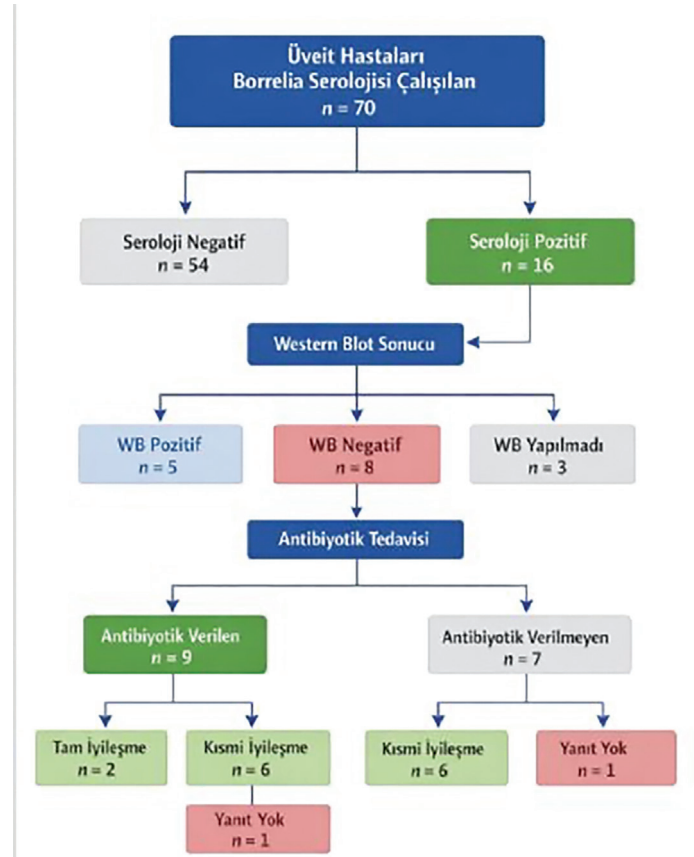 Üveit Hastaları
Borrelia Serolojisi Çalışılan
n = 70
Seroloji Negatif
n = 54
Seroloji Pozitif
n = 16
Western Blot Sonucu
WB Pozitif
n = 5
WB Negatif
n = 8
WB Yapılmadı
n = 3
Antibiyotik Tedavisi
Antibiyotik Verilen
n = 9
Antibiyotik Verilmeyen
n = 7
Tam İyileşme
n = 2
Kısmi İyileşme
n = 6
Kısmi İyileşme
n = 6
Yanıt Yok
n = 1
Yanıt Yok
n = 1